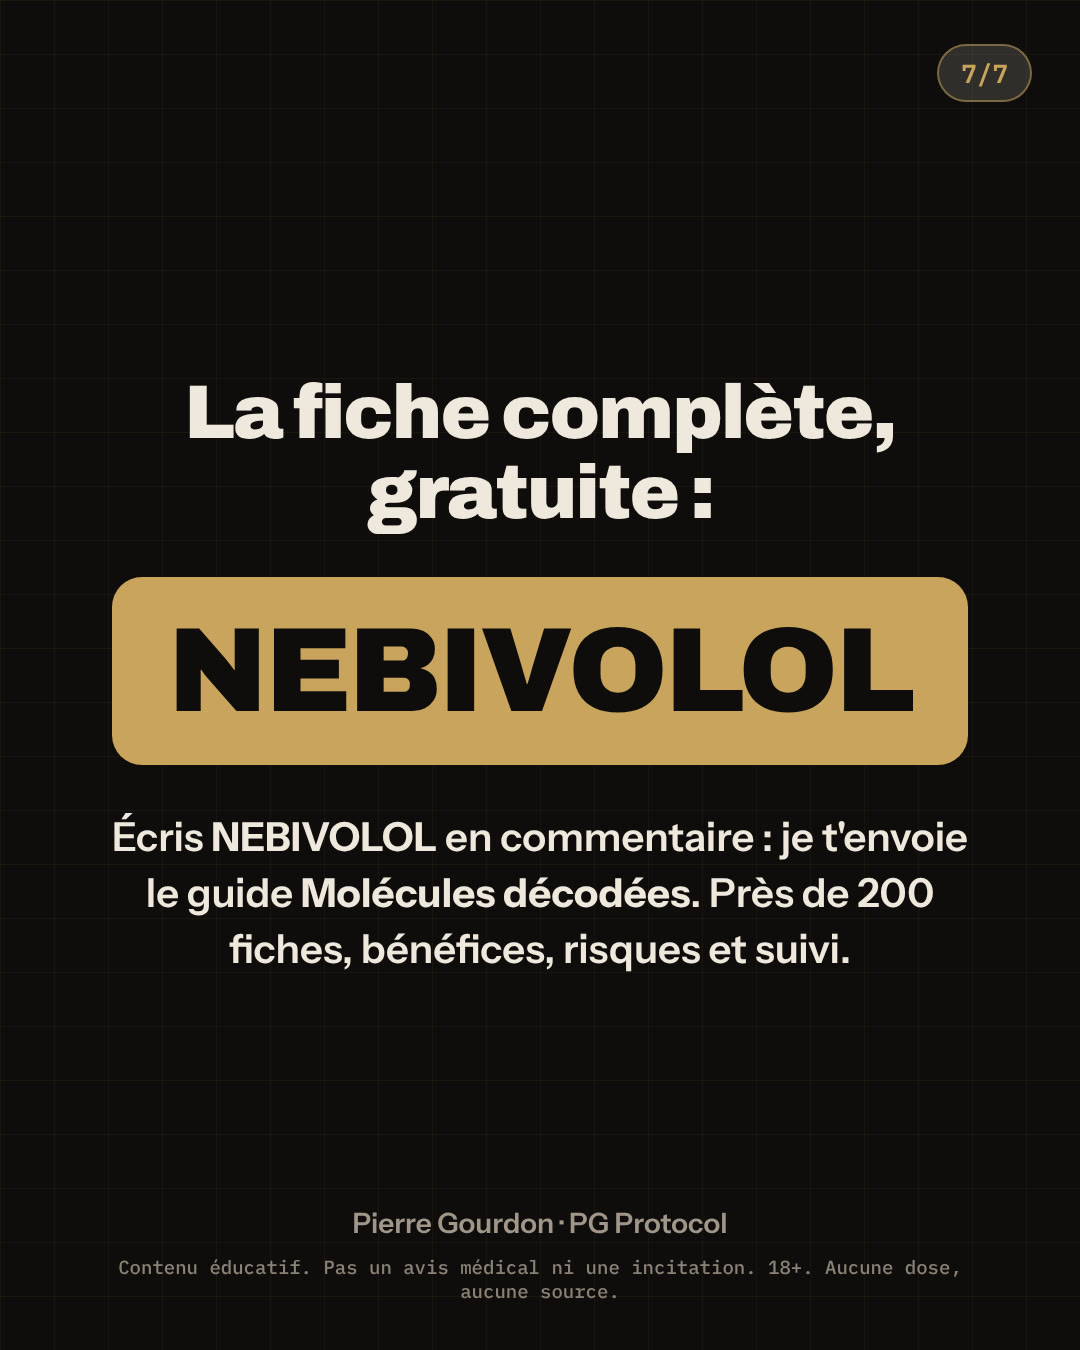 7/7
La fiche complète,
gratuite :
NEBIVOLOL
Écris NEBIVOLOL en commentaire : je t'envoie
le guide Molécules décodées. Près de 200
fiches, bénéfices, risques et suivi.
Pierre Gourdon · PG Protocol
Contenu éducatif. Pas un avis médical ni une incitation. 18+. Aucune dose,
aucune source.